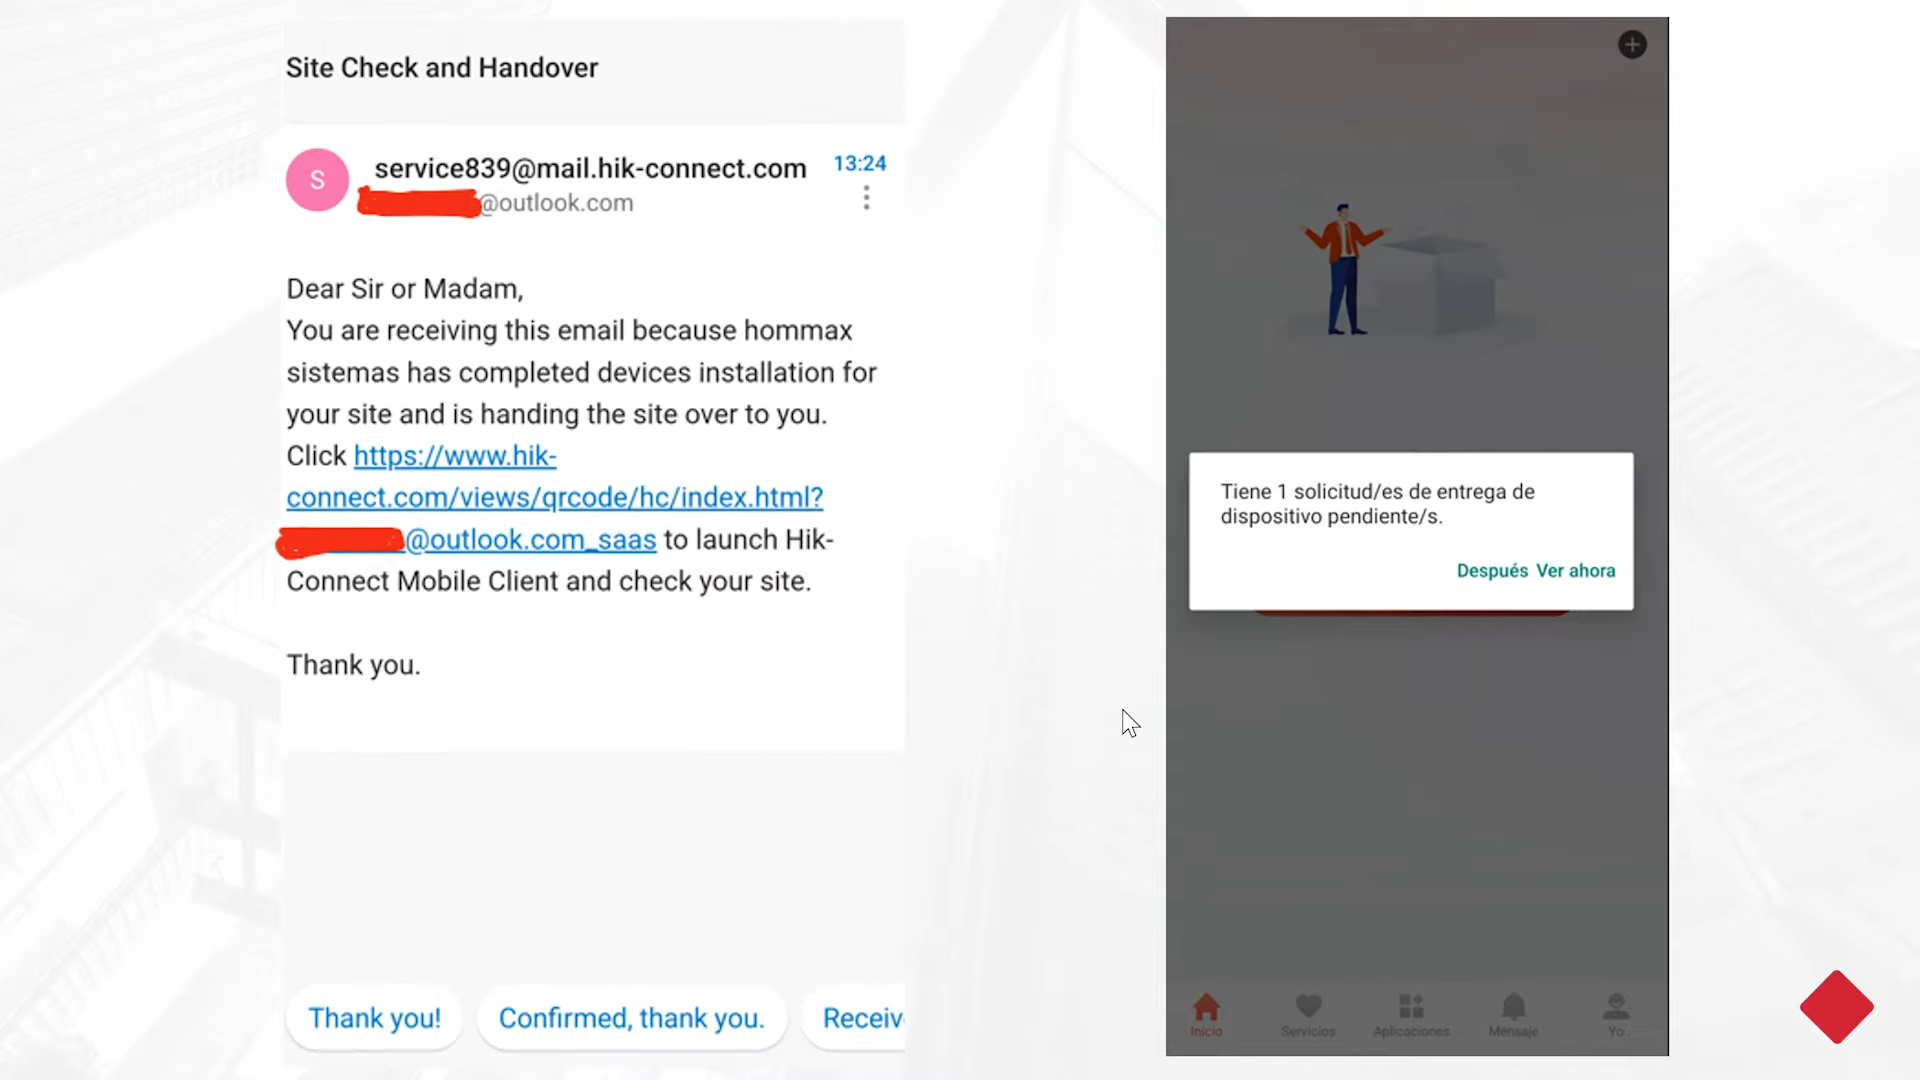 Site Check and Handover
S
service839@mail.hik-connect.com
13:24
@outlook.com
Dear Sir or Madam,
You are receiving this email because hommax
sistemas has completed devices installation for
your site and is handing the site over to you.
Click https://www.hik-
connect.com/views/qrcode/hc/index.html?
@outlook.com_saas to launch Hik-
Connect Mobile Client and check your site.
Thank you.
Thank you!
Confirmed, thank you.
Tiene 1 solicitud/es de entrega de
dispositivo pendiente/s.
Después Ver ahora
Inicio
Servicios
Aplicaciones
Mensaje
Yo